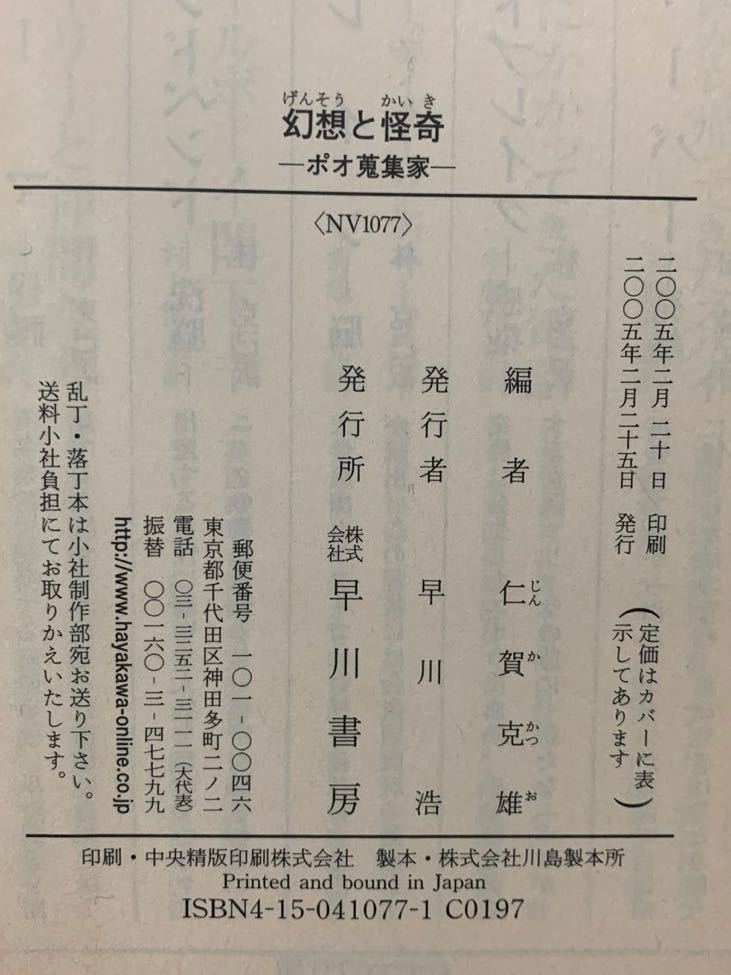 げんそう かいき
幻想と怪奇
―ポオ蒐集家―
〈NV1077〉
二〇〇五年二月二十日 印刷
二〇〇五年二月二十五日 発行
(定価はカバーに表示してあります)
編者 仁賀克雄
じんかかつお
発行者 早川浩
発行所 株式会社 早川書房
郵便番号 一〇一-〇〇四六
東京都千代田区神田多町二ノ二
電話 〇三-三二五二-三一一一(大代表)
振替 〇〇一六〇-三-四七七九九
http://www.hayakawa-online.co.jp
乱丁・落丁本は小社制作部宛お送り下さい。
送料小社負担にてお取りかえいたします。
印刷・中央精版印刷株式会社 製本・株式会社川島製本所
Printed and bound in Japan
ISBN4-15-041077-1 C0197